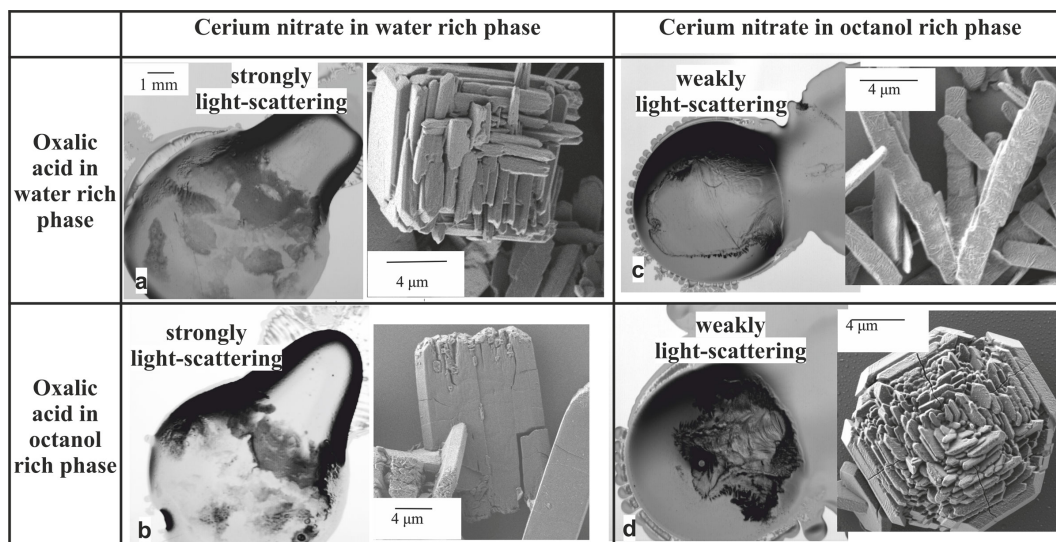 Cerium nitrate in water rich phase
Cerium nitrate in octanol rich phase
Oxalic
acid in
water rich
phase
1 mm
strongly
light-scattering
a
4 μm
weakly
light-scattering
c
4 μm
Oxalic
acid in
octanol
rich phase
strongly
light-scattering
b
4 μm
weakly
light-scattering
d
4 μm